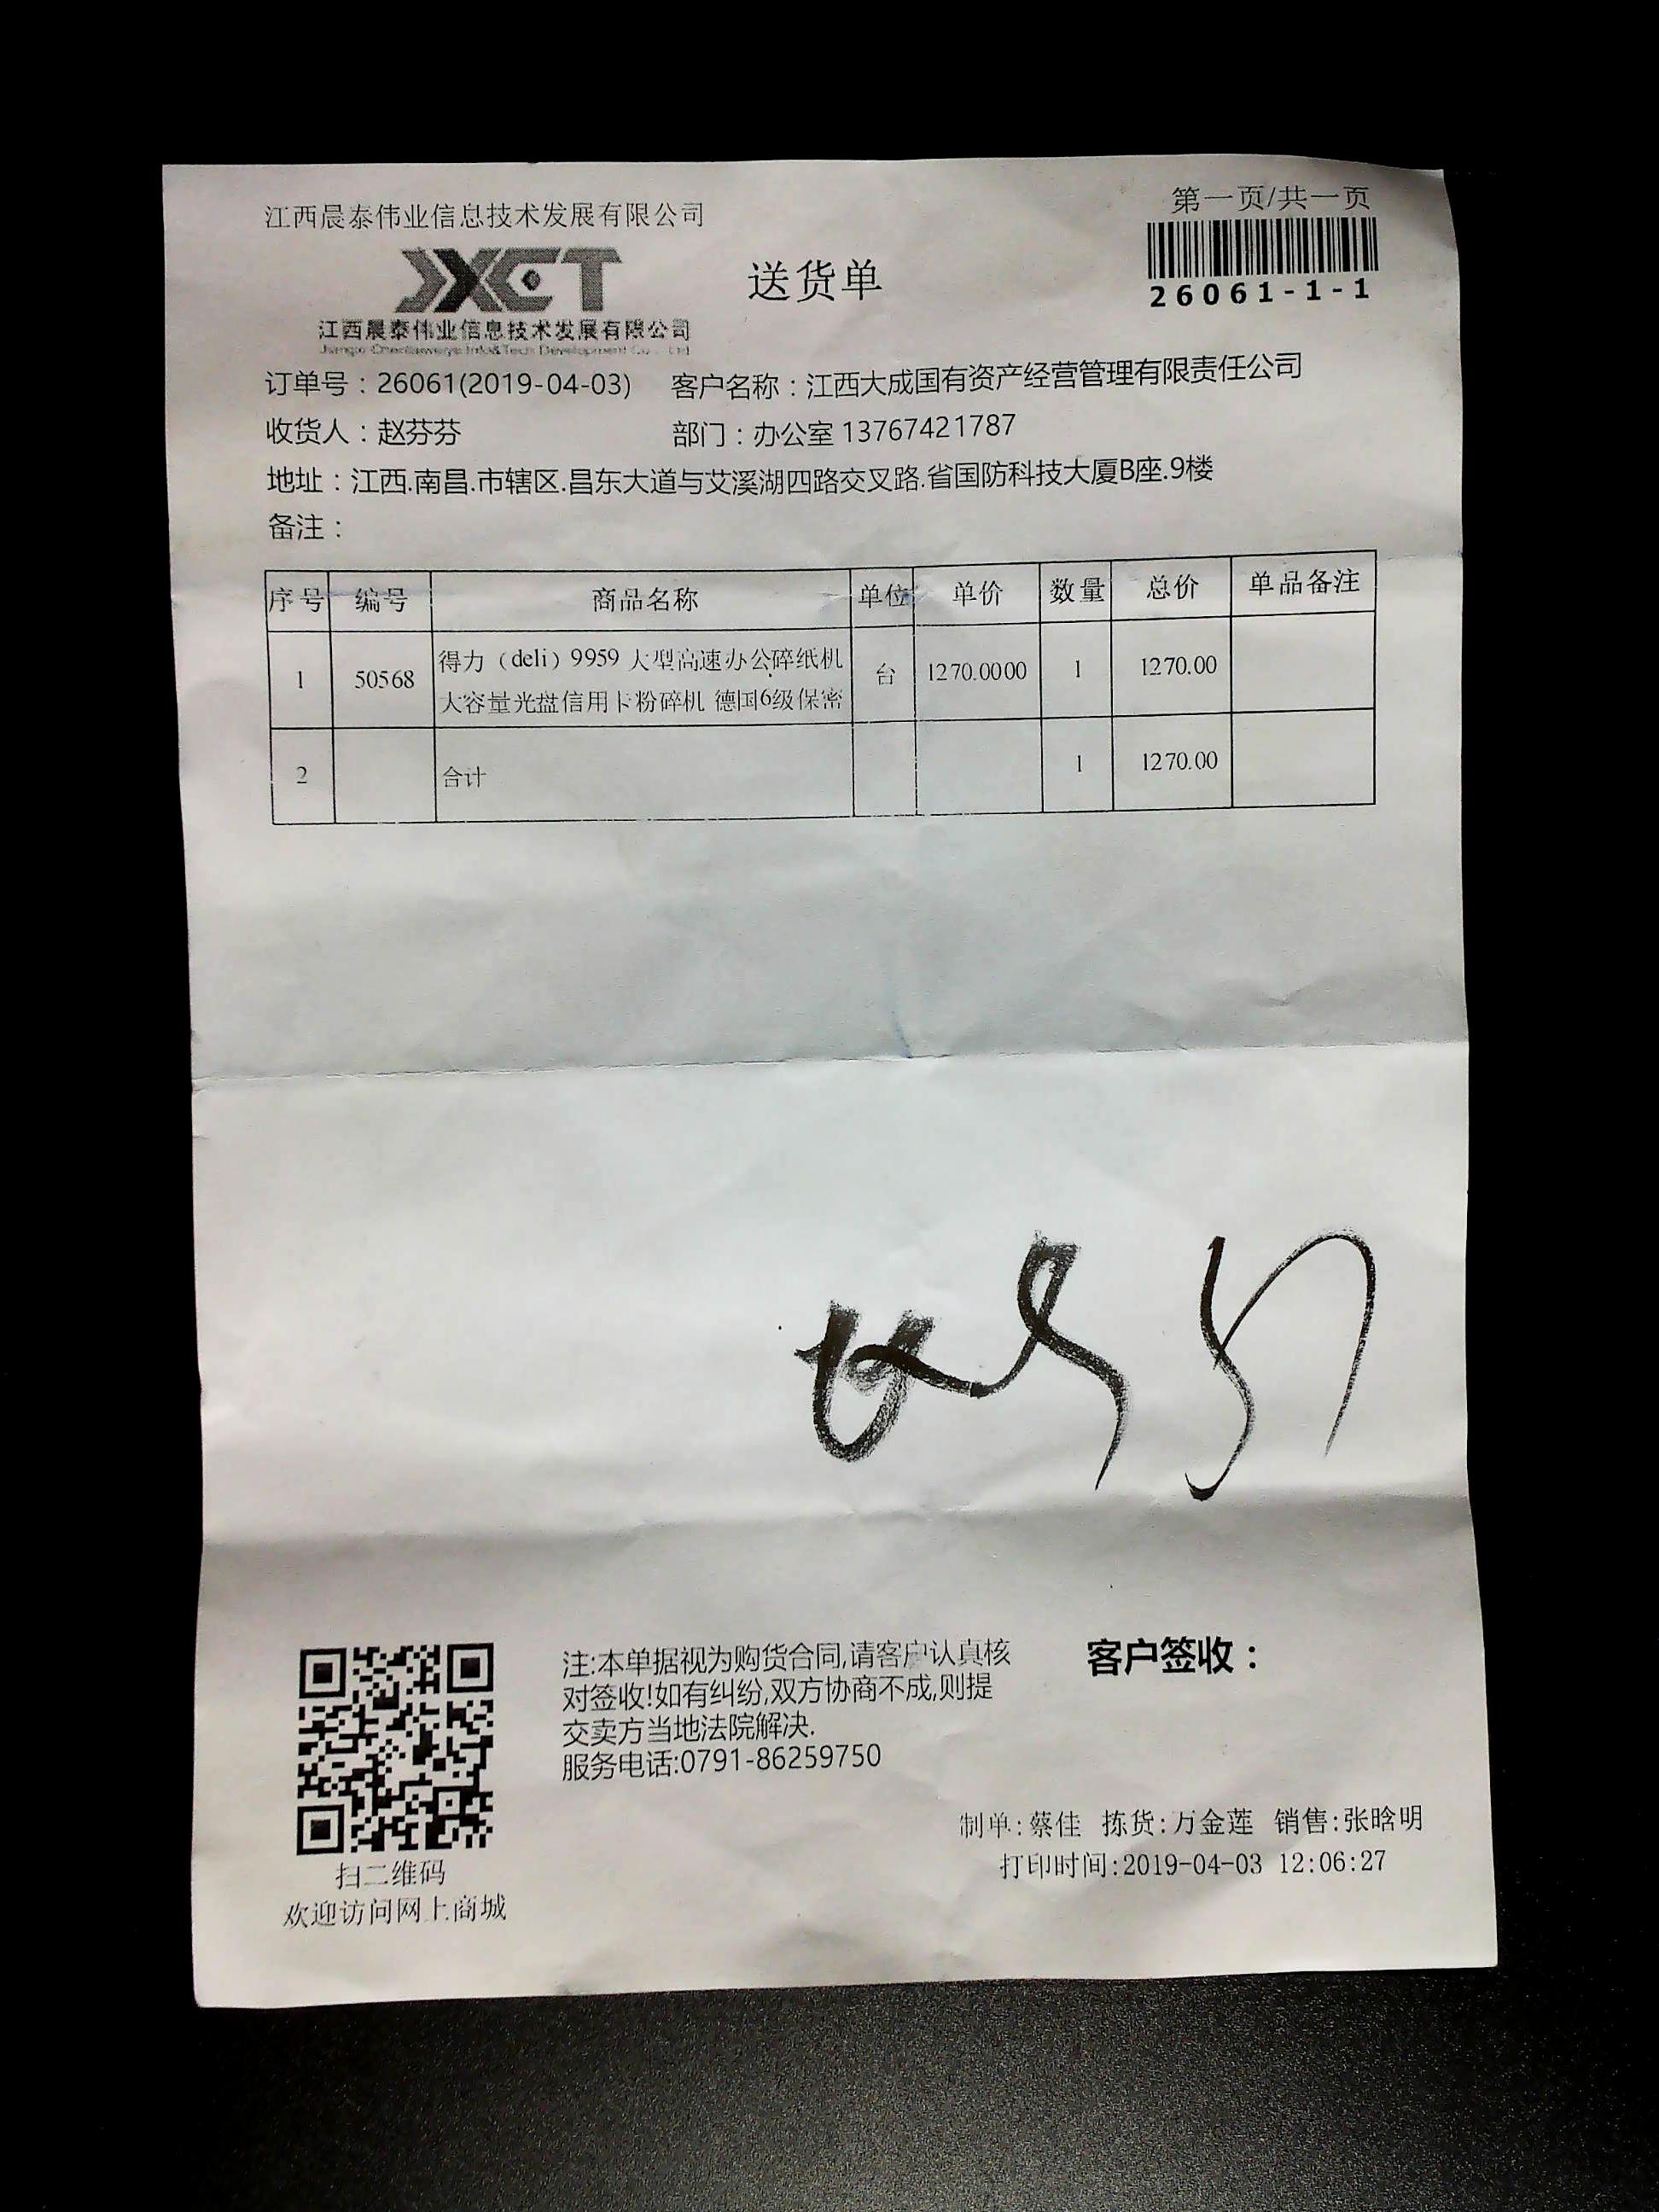 江西晨泰伟业信息技术发展有限公司
第一页/共一页
JXCT
送货单
26061-1-1
江西晨泰伟业信息技术发展有限公司
订单号：26061(2019-04-03) 客户名称：江西大成国有资产经营管理有限责任公司
收货人：赵芬芬 部门：办公室 13767421787
地址：江西.南昌.市辖区.昌东大道与艾溪湖四路交叉路.省国防科技大厦B座.9楼
备注：
序号 编号 商品名称 单位 单价 数量 总价 单品备注
1 50568 得力（deli）9959 大型高速办公碎纸机 台 1270.0000 1 1270.00
大容量光盘信用卡粉碎机 德国6级保密
2 合计 1 1270.00
注:本单据视为购货合同,请客户认真核
对签收!如有纠纷,双方协商不成,则提
交卖方当地法院解决.
服务电话:0791-86259750
客户签收：
制单:蔡佳 拣货:万金莲 销售:张晗明
打印时间:2019-04-03 12:06:27
扫二维码
欢迎访问网上商城